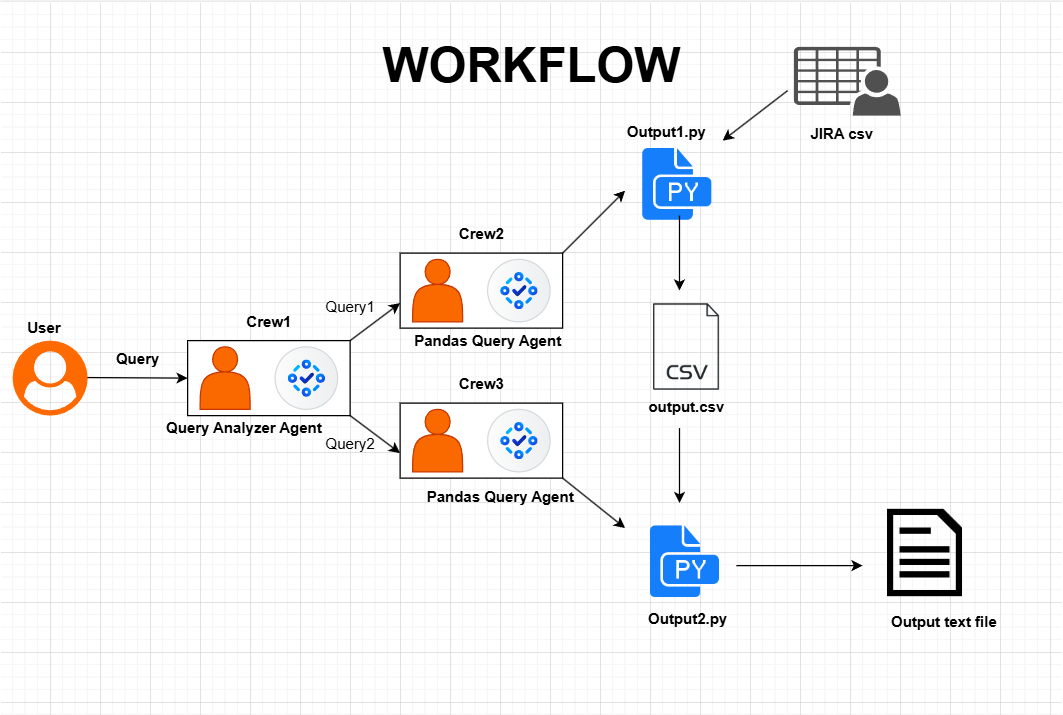 WORKFLOW
Output1.py
JIRA csv
PY
Crew2
Query1
Pandas Query Agent
User
Crew1
Query
Query Analyzer Agent
CSV
output.csv
Crew3
Query2
Pandas Query Agent
PY
Output2.py
Output text file